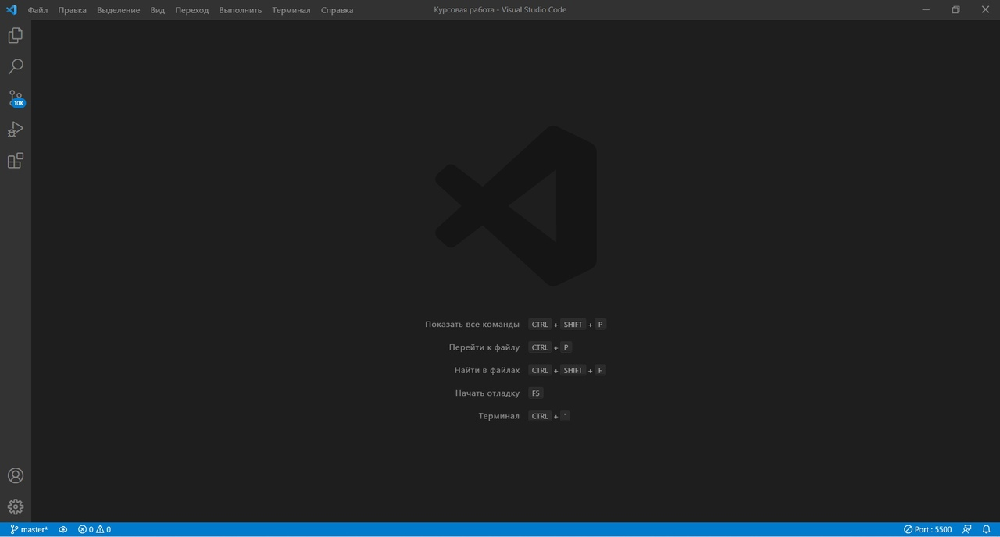 Файл Правка Выделение Вид Переход Выполнить Терминал Справка Курсовая работа - Visual Studio Code
10K
Показать все команды CTRL + SHIFT + P
Перейти к файлу CTRL + P
Найти в файлах CTRL + SHIFT + F
Начать отладку F5
Терминал CTRL + '
master* 0 0 Port : 5500